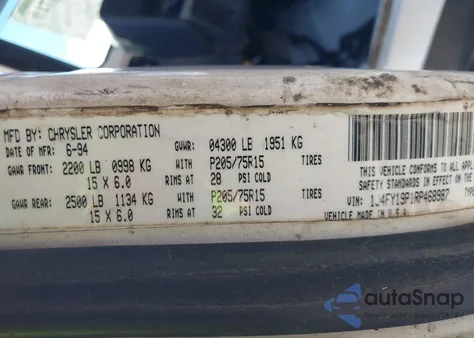 MFD BY: CHRYSLER CORPORATION
DATE OF MFR 6-94 GVWR: 04300 LB 1951 KG
GAWR FRONT: 2200 LB 0998 KG WITH P205/75R15 TIRES
15 X 6.0 RIMS AT 28 PSI COLD
GAWR REAR: 2500 LB 1134 KG WITH P205/75R15 TIRES
15 X 6.0 RIMS AT 32 PSI COLD
THIS VEHICLE CONFORMS TO ALL
SAFETY STANDARDS IN EFFECT
VIN: 1J4FY19P1RP468987
VEHICLE MADE IN U.S.A.
autoSnap